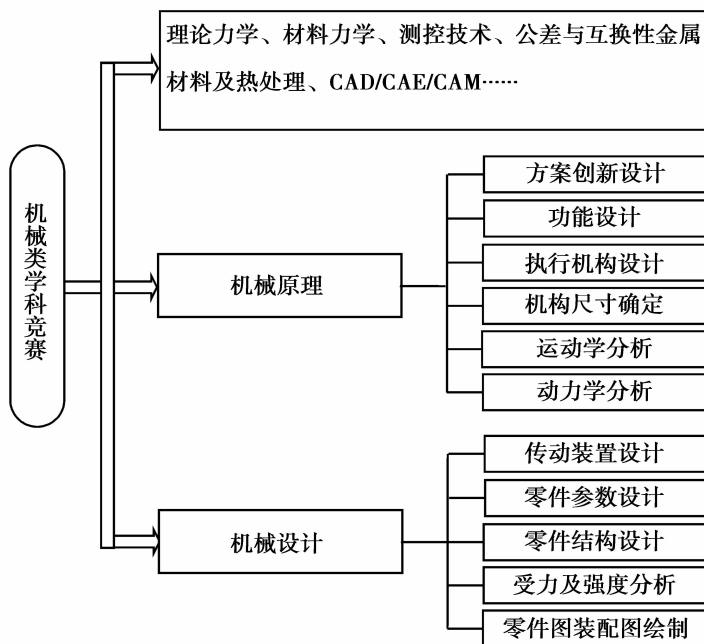 理论力学、材料力学、测控技术、公差与互换性金属
材料及热处理、CAD/CAE/CAM……
机械类学科竞赛
机械原理
方案创新设计
功能设计
执行机构设计
机构尺寸确定
运动学分析
动力学分析
机械设计
传动装置设计
零件参数设计
零件结构设计
受力及强度分析
零件图装配图绘制